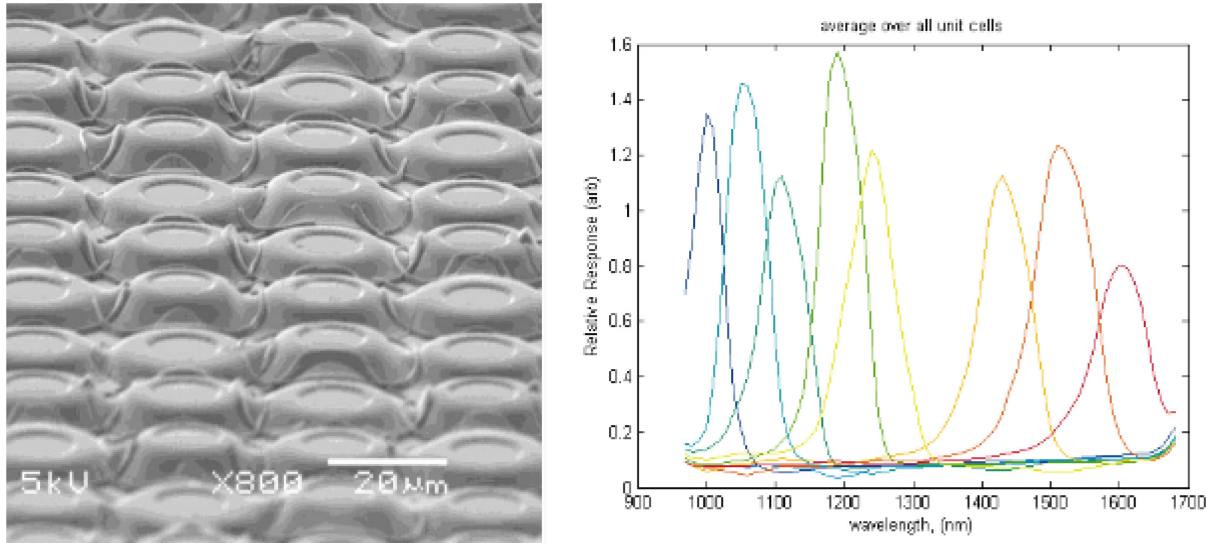 5kV X800 20µm
average over all unit cells
Relative Response (arb)
1.6
1.4
1.2
1
0.8
0.6
0.4
0.2
0
900 1000 1100 1200 1300 1400 1500 1600 1700
wavelength, (nm)